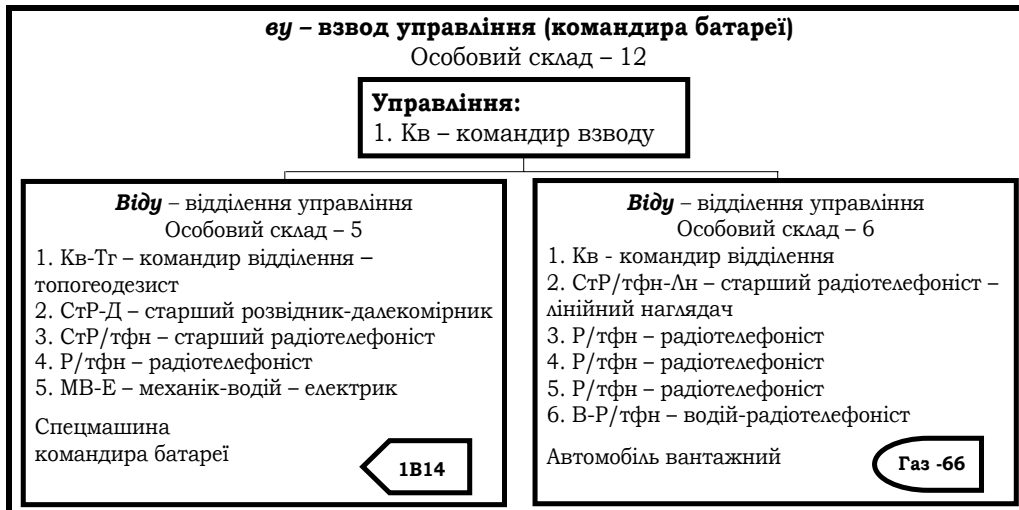 ву – взвод управління (командира батареї)
Особовий склад – 12
Управління:
1. Кв – командир взводу
Віду – відділення управління
Особовий склад – 5
1. Кв-Тг – командир відділення –
топогеодезист
2. СтР-Д – старший розвідник-далекомірник
3. СтР/тфн – старший радіотелефоніст
4. Р/тфн – радіотелефоніст
5. МВ-Е – механік-водій – електрик
Спецмашина
командира батареї
1В14
Віду – відділення управління
Особовий склад – 6
1. Кв - командир відділення
2. СтР/тфн-Лн – старший радіотелефоніст –
лінійний наглядач
3. Р/тфн – радіотелефоніст
4. Р/тфн – радіотелефоніст
5. Р/тфн – радіотелефоніст
6. В-Р/тфн – водій-радіотелефоніст
Автомобіль вантажний
Газ -66